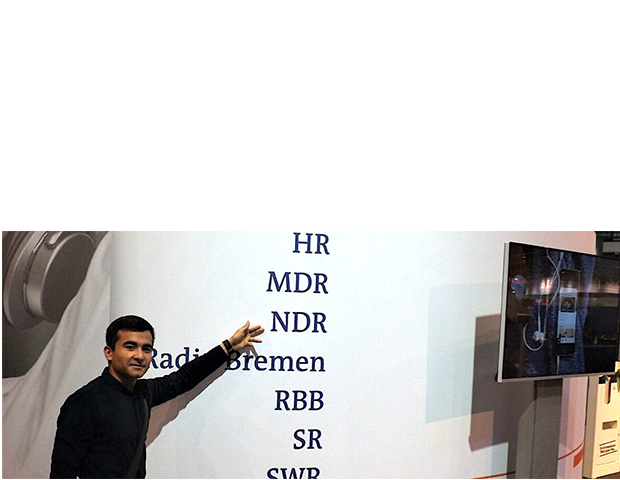 HR
MDR
NDR
Radio Bremen
RBB
SR
SWR